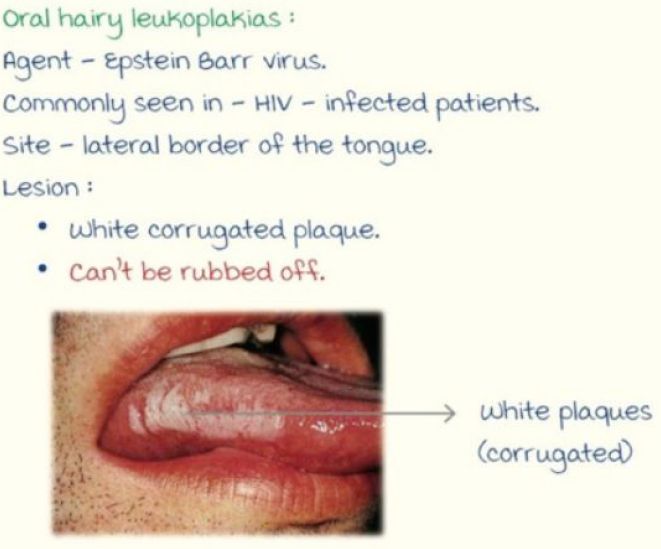 Oral hairy leukoplakias :
Agent – Epstein Barr virus.
Commonly seen in – HIV – infected patients.
Site – lateral border of the tongue.
Lesion :
• White corrugated plaque.
• Can't be rubbed off.
White plaques
(corrugated)